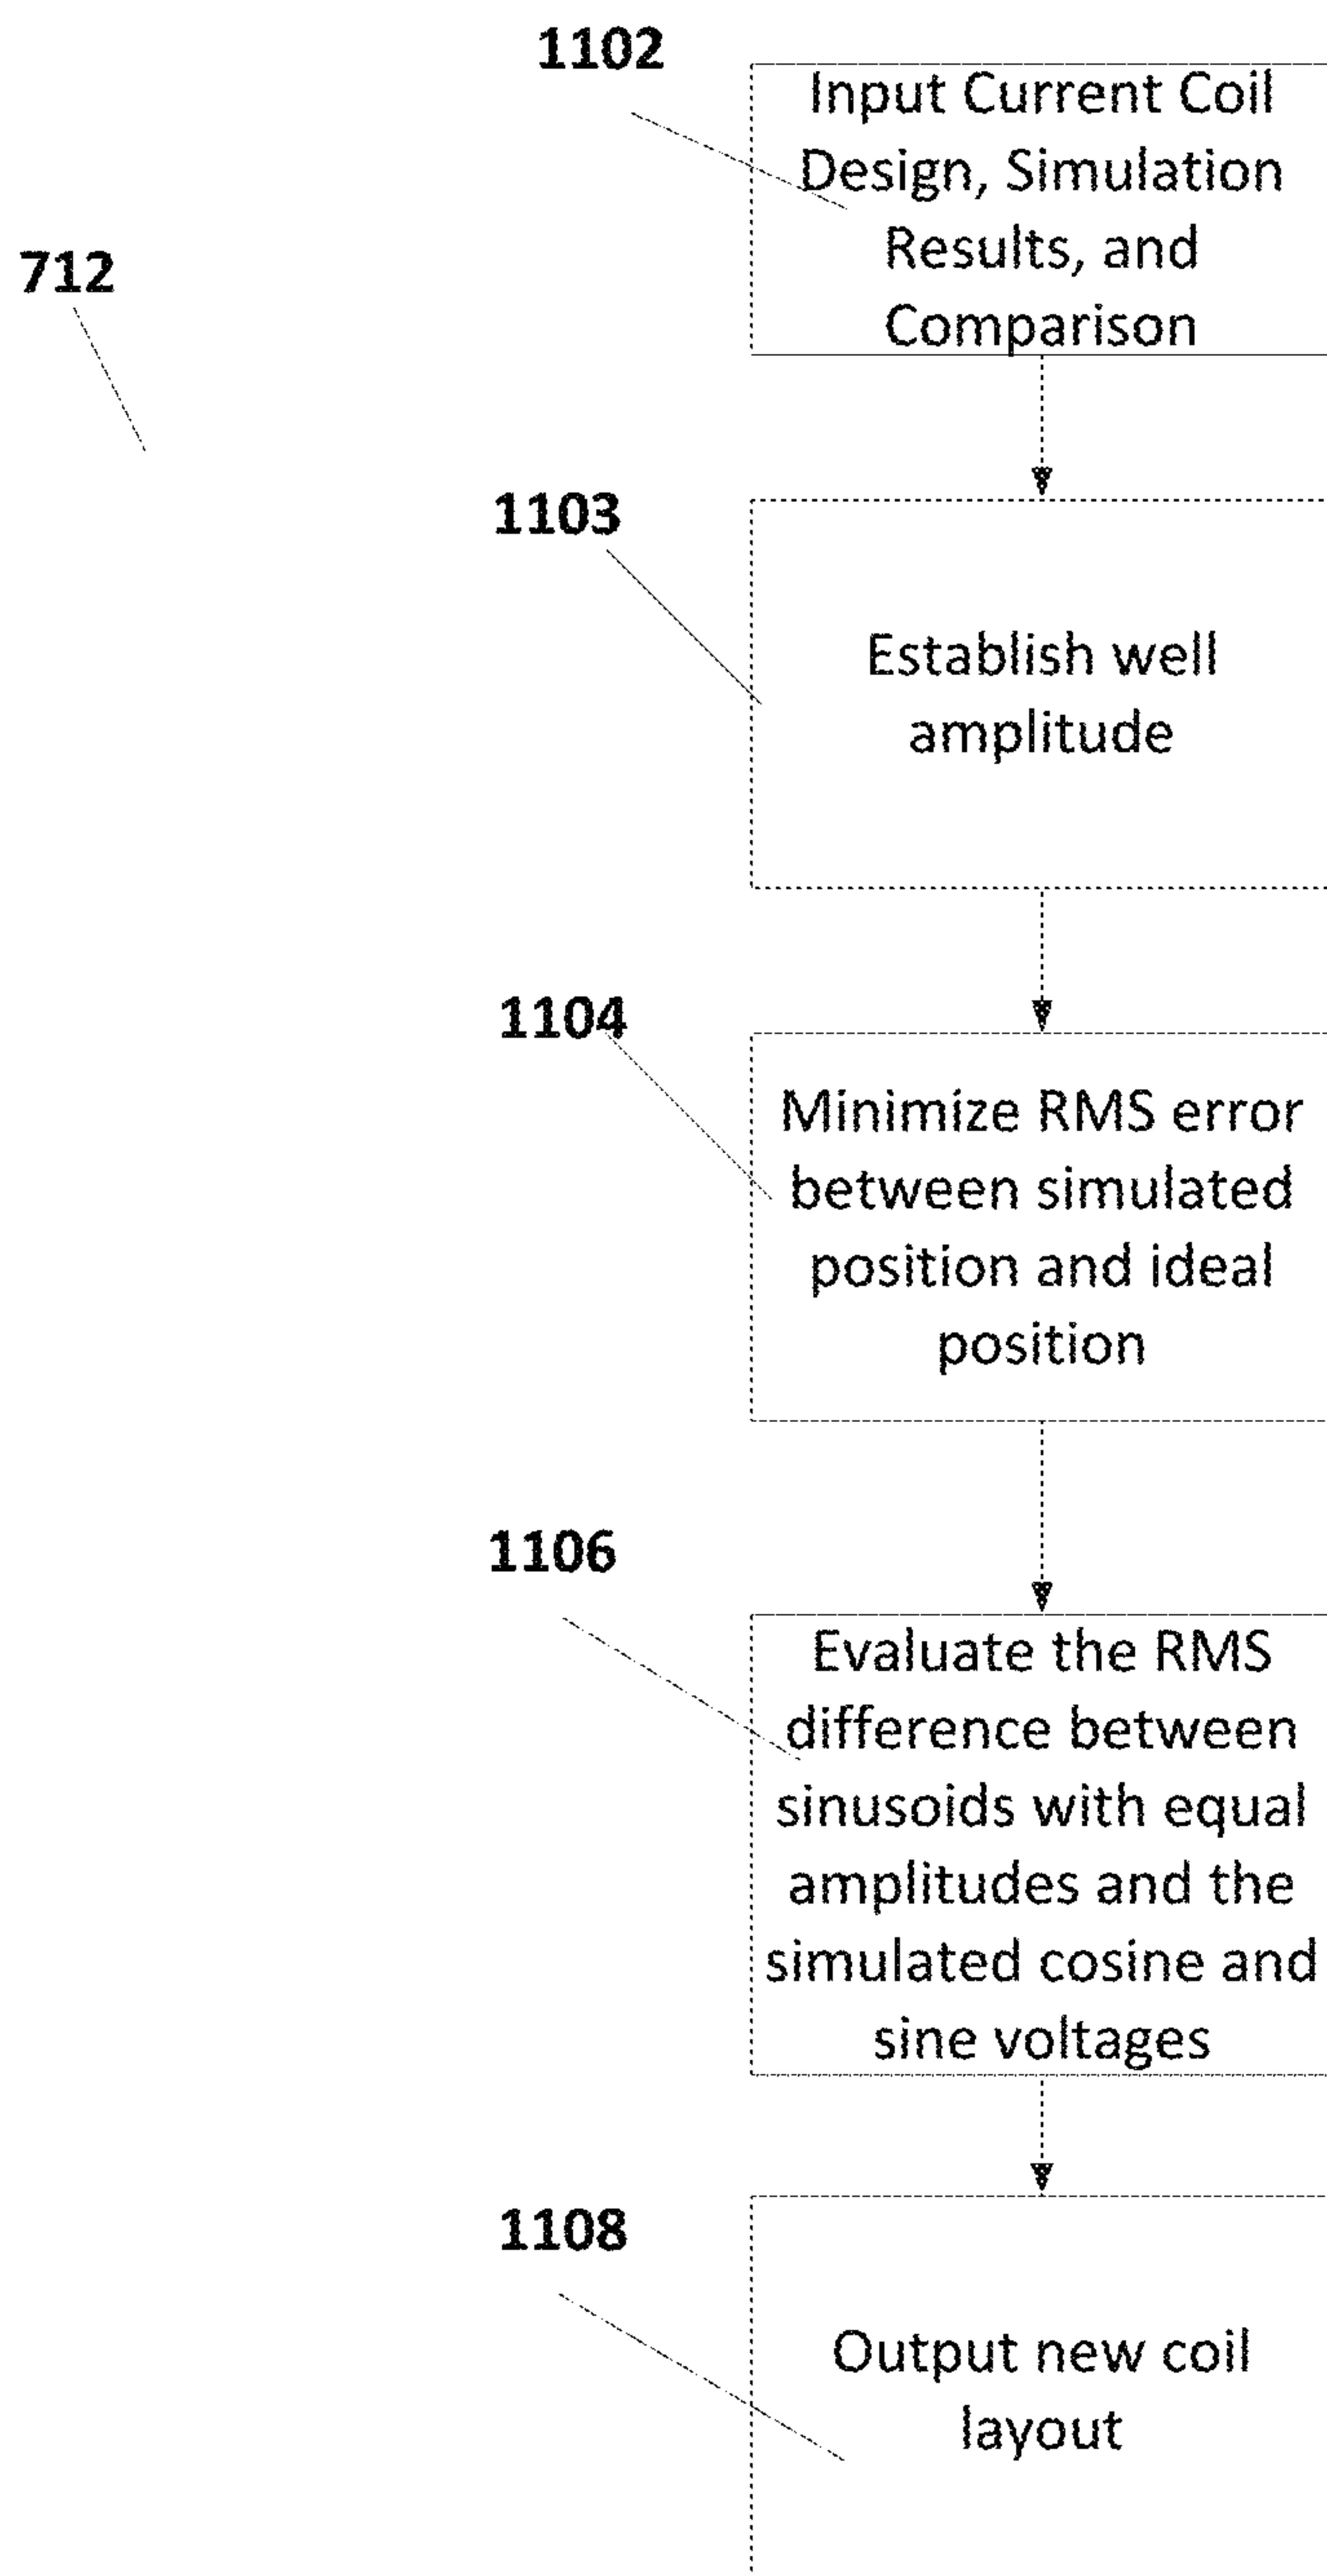 1102
Input Current Coil
Design, Simulation
Results, and
Comparison
712
1103
Establish well
amplitude
1104
Minimize RMS error
between simulated
position and ideal
position
1106
Evaluate the RMS
difference between
sinusoids with equal
amplitudes and the
simulated cosine and
sine voltages
1108
Output new coil
layout